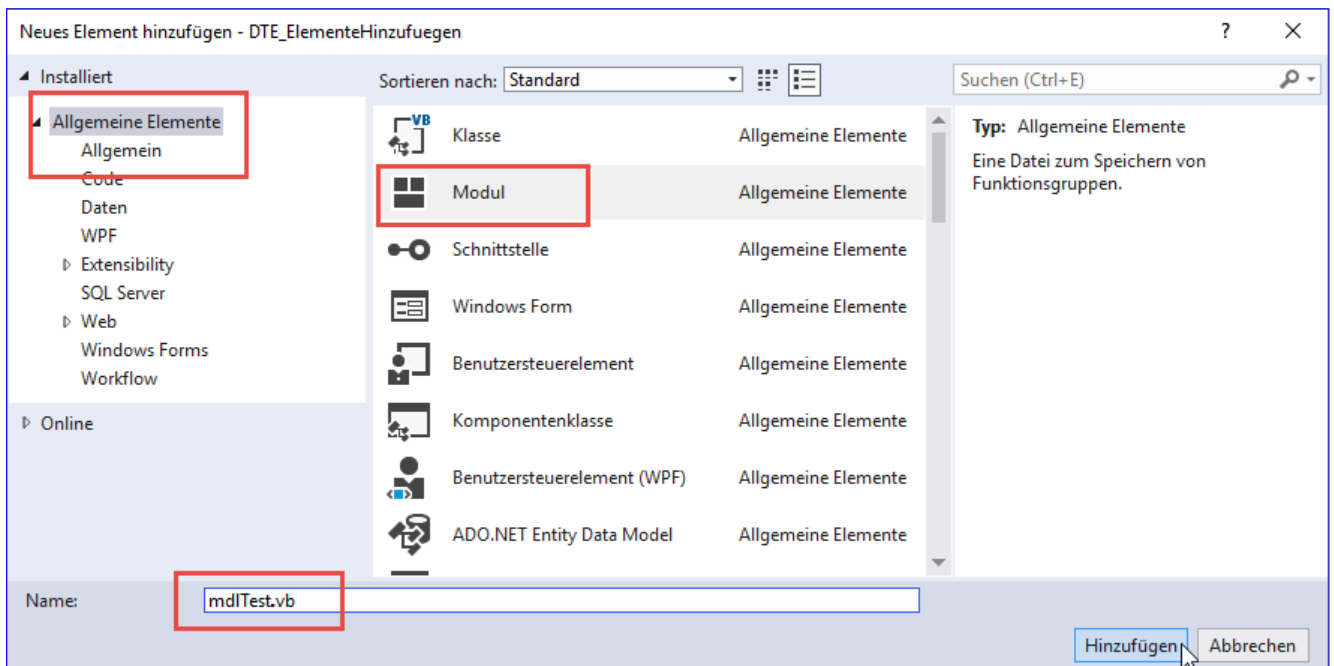 Neues Element hinzufügen - DTE_ElementeHinzufuegen
?
Installiert
Allgemeine Elemente
Allgemein
Code
Daten
WPF
Extensibility
SQL Server
Web
Windows Forms
Workflow
Online
Sortieren nach: Standard
VB
Klasse Allgemeine Elemente
Modul Allgemeine Elemente
Schnittstelle Allgemeine Elemente
Windows Form Allgemeine Elemente
Benutzersteuerelement Allgemeine Elemente
Komponentenklasse Allgemeine Elemente
Benutzersteuerelement (WPF) Allgemeine Elemente
ADO.NET Entity Data Model Allgemeine Elemente
Suchen (Ctrl+E)
Typ: Allgemeine Elemente
Eine Datei zum Speichern von
Funktionsgruppen.
Name: mdlTest.vb
Hinzufügen Abbrechen